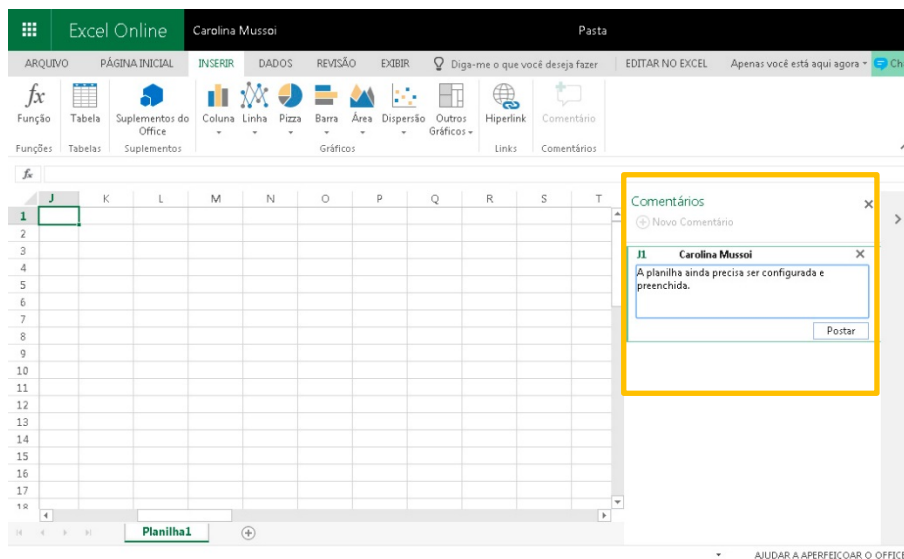 Excel Online Carolina Mussoi Pasta
ARQUIVO PÁGINA INICIAL INSERIR DADOS REVISÃO EXIBIR Diga-me o que você deseja fazer EDITAR NO EXCEL Apenas você está aqui agora Ch
fx
Função Tabela Suplementos do Coluna Linha Pizza Barra Área Dispersão Outros Hiperlink Comentário
Office Gráficos
Funções Tabelas Suplementos Gráficos Links Comentários
fx
J K L M N O P Q R S T
1
2
3
4
5
6
7
8
9
10
11
12
13
14
15
16
17
18
Comentários
Novo Comentário
J1 Carolina Mussoi
A planilha ainda precisa ser configurada e
preenchida.
Postar
Planilha1
AJUDAR A APERFEIÇOAR O OFFICE